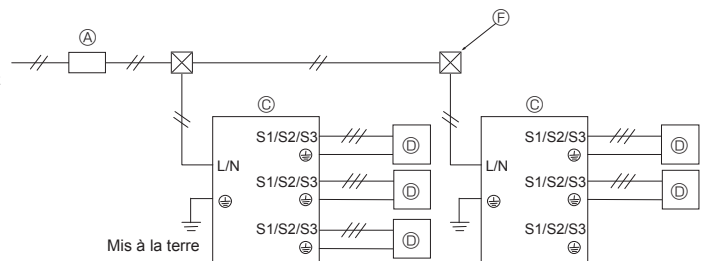 Ⓕ
Ⓐ
Ⓒ
Ⓒ
S1/S2/S3
Ⓓ
S1/S2/S3
Ⓓ
L/N
L/N
S1/S2/S3
Ⓓ
S1/S2/S3
Ⓓ
S1/S2/S3
Ⓓ
S1/S2/S3
Mis à la terre